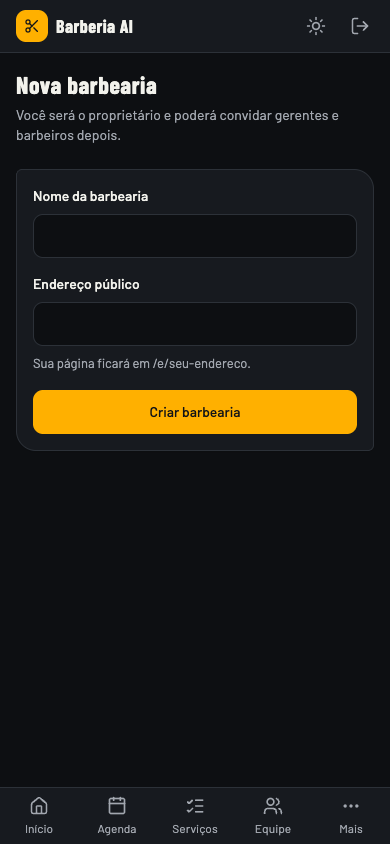 Barberia AI
Nova barbearia
Você será o proprietário e poderá convidar gerentes e
barbeiros depois.
Nome da barbearia
Endereço público
Sua página ficará em /e/seu-endereco.
Criar barbearia
Início
Agenda
Serviços
Equipe
Mais